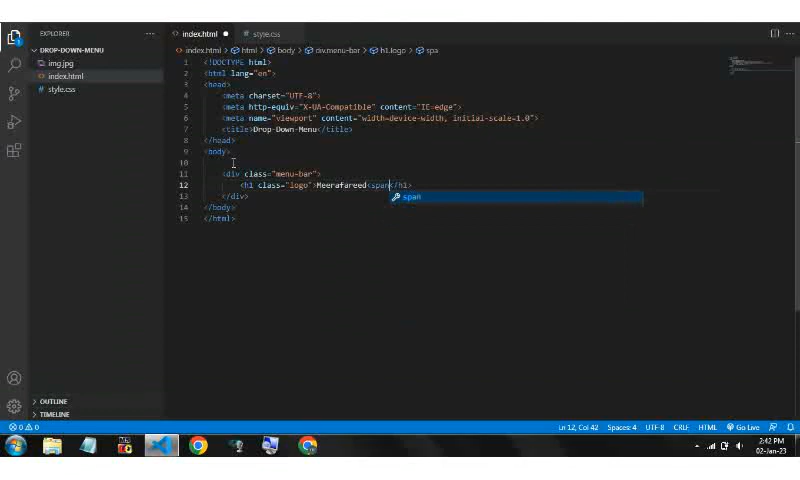 EXPLORER
index.html
style.css
DROP-DOWN-MENU
index.html > html > body > div.menu-bar > h1.logo > spa
img.jpg
index.html
style.css
1 <!DOCTYPE html>
2 <html lang="en">
3 <head>
4 <meta charset="UTF-8">
5 <meta http-equiv="X-UA-Compatible" content="IE=edge">
6 <meta name="viewport" content="width=device-width, initial-scale=1.0">
7 <title>Drop-Down-Menu</title>
8 </head>
9 <body>
10
11 <div class="menu-bar">
12 <h1 class="logo">Meerafareed<span</h1>
span
13 </div>
14 </body>
15 </html>
OUTLINE
TIMELINE
0 0
Ln 12, Col 42 Spaces: 4 UTF-8 CRLF HTML Go Live
2:42 PM
02-Jan-23